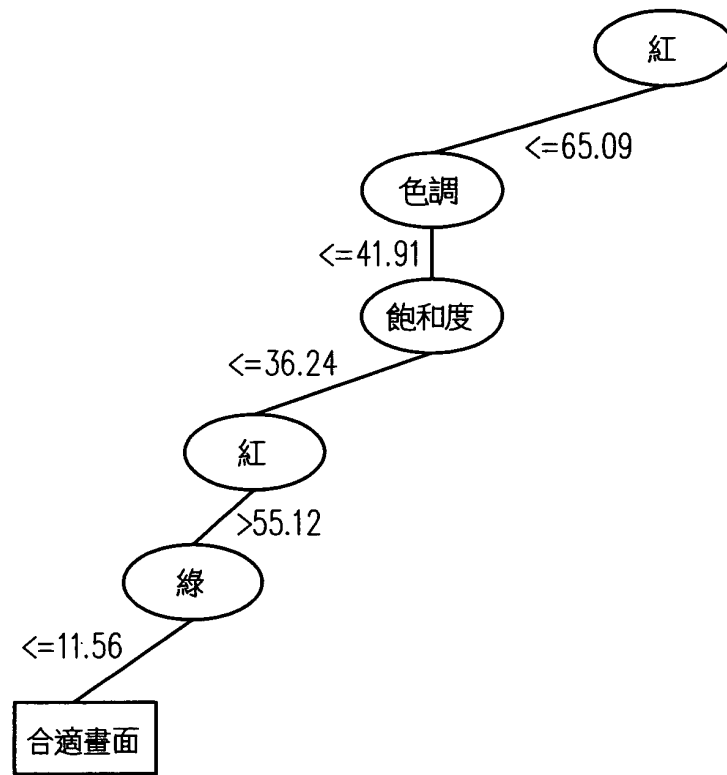 紅
<=65.09
色調
<=41.91
飽和度
<=36.24
紅
>55.12
綠
<=11.56
合適畫面